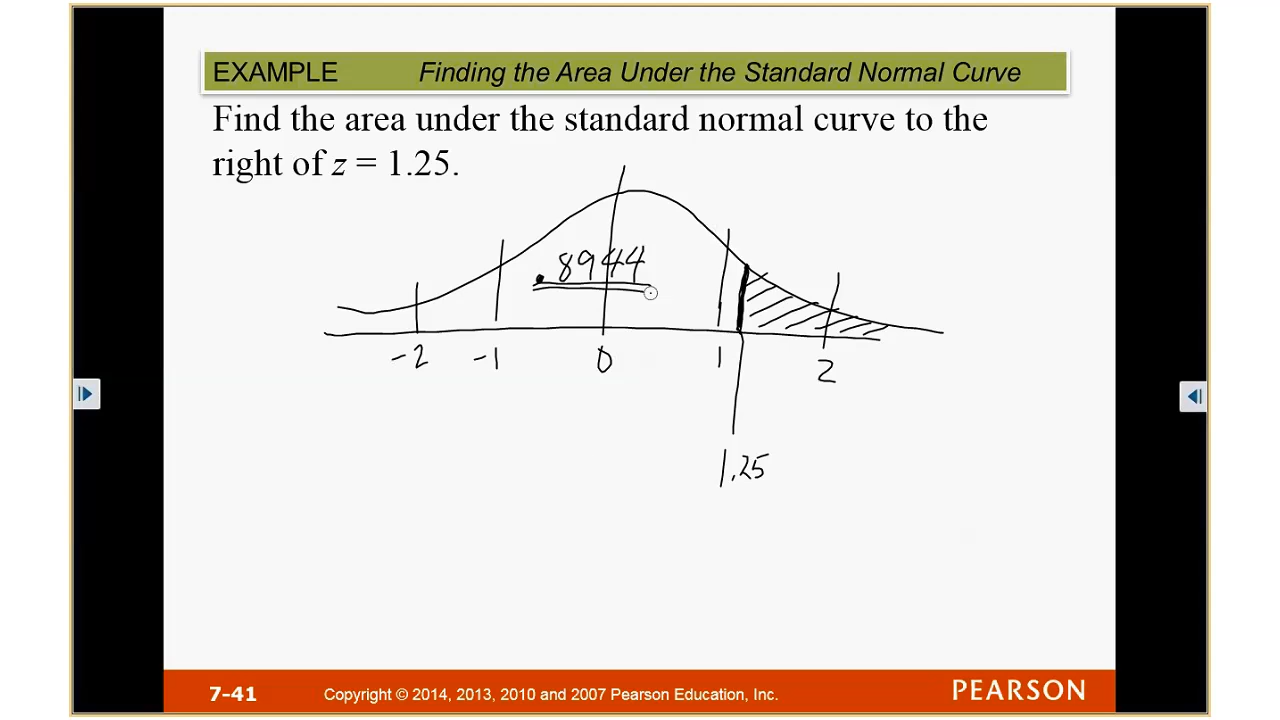 EXAMPLE Finding the Area Under the Standard Normal Curve
Find the area under the standard normal curve to the
right of z = 1.25.
.8944
-2 -1 0 1 2
1.25
7-41 Copyright © 2014, 2013, 2010 and 2007 Pearson Education, Inc. PEARSON